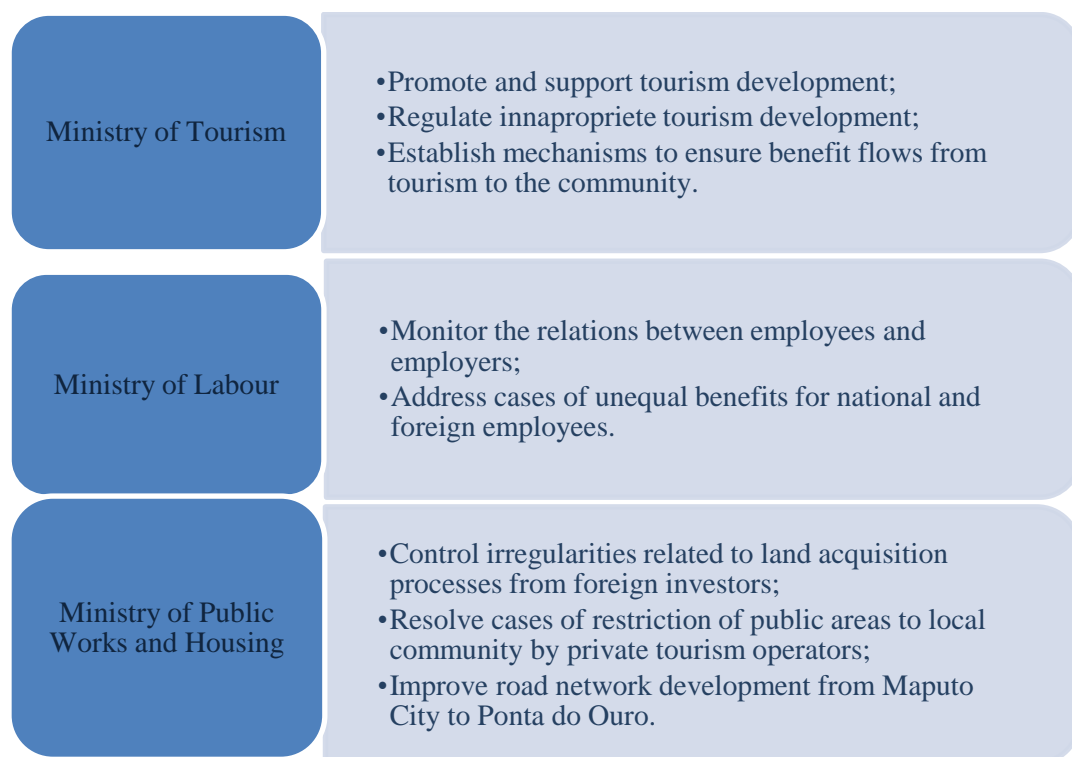 Ministry of Tourism
•Promote and support tourism development;
•Regulate innapropriete tourism development;
•Establish mechanisms to ensure benefit flows from
tourism to the community.
Ministry of Labour
•Monitor the relations between employees and
employers;
•Address cases of unequal benefits for national and
foreign employees.
Ministry of Public
Works and Housing
•Control irregularities related to land acquisition
processes from foreign investors;
•Resolve cases of restriction of public areas to local
community by private tourism operators;
•Improve road network development from Maputo
City to Ponta do Ouro.